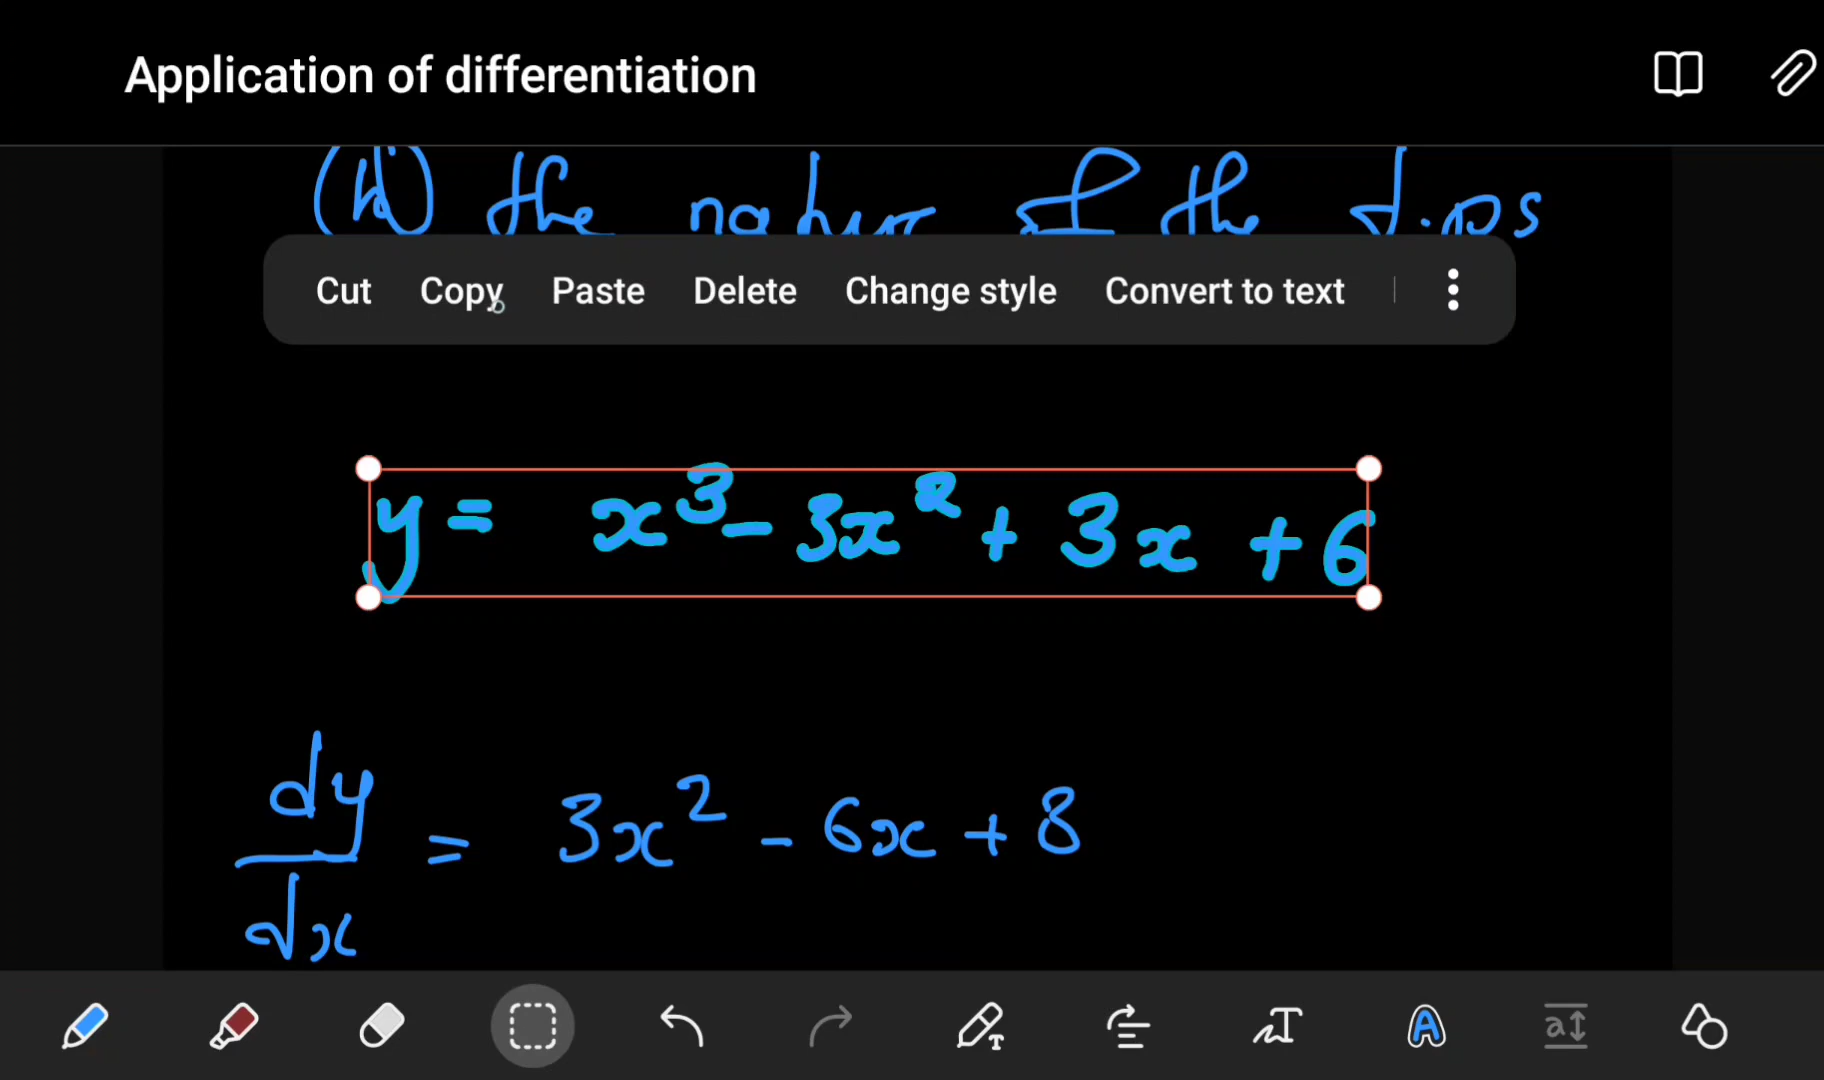 Application of differentiation
the nature of the
Cut Copy Paste Delete Change style Convert to text
y = x³ - 3x² + 3x + 6
dy/dx = 3x² - 6x + 8